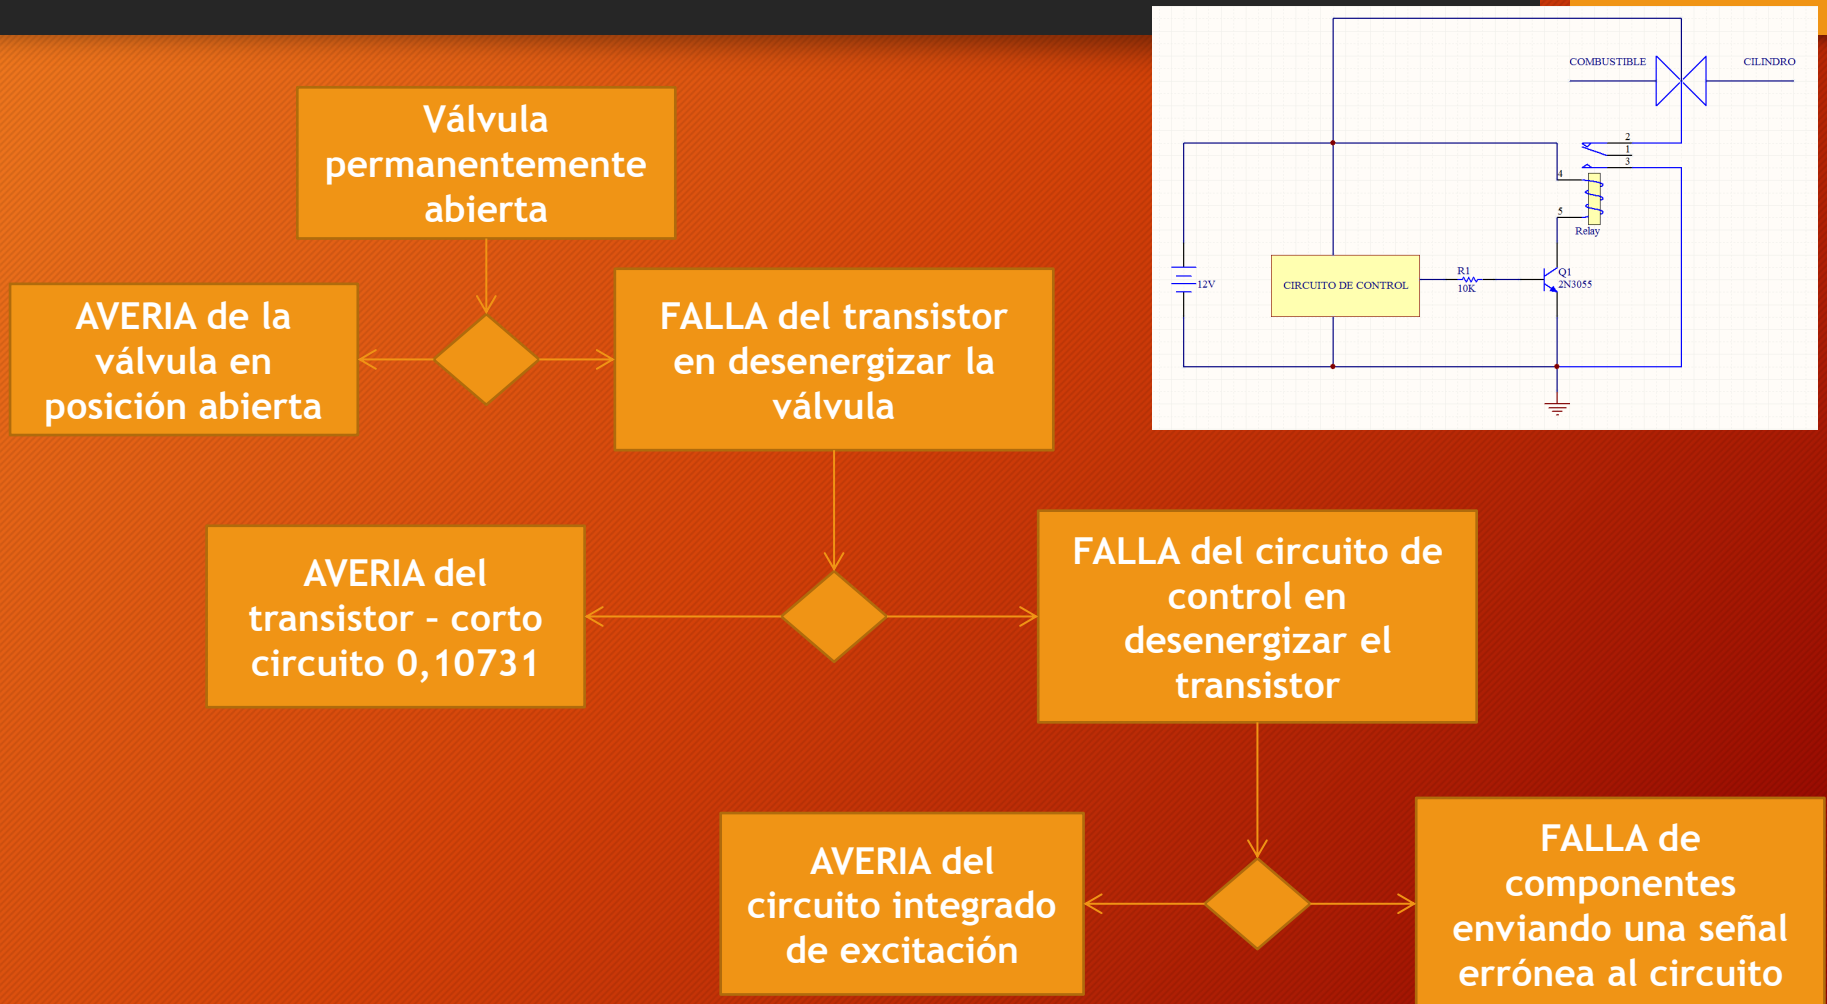 Válvula
permanentemente
abierta
AVERIA de la
válvula en
posición abierta
FALLA del transistor
en desenergizar la
válvula
AVERIA del
transistor – corto
circuito 0,10731
FALLA del circuito de
control en
desenergizar el
transistor
AVERIA del
circuito integrado
de excitación
FALLA de
componentes
enviando una señal
errónea al circuito
COMBUSTIBLE
CILINDRO
2
1
3
4
5
Relay
12V
CIRCUITO DE CONTROL
R1
10K
Q1
2N3055